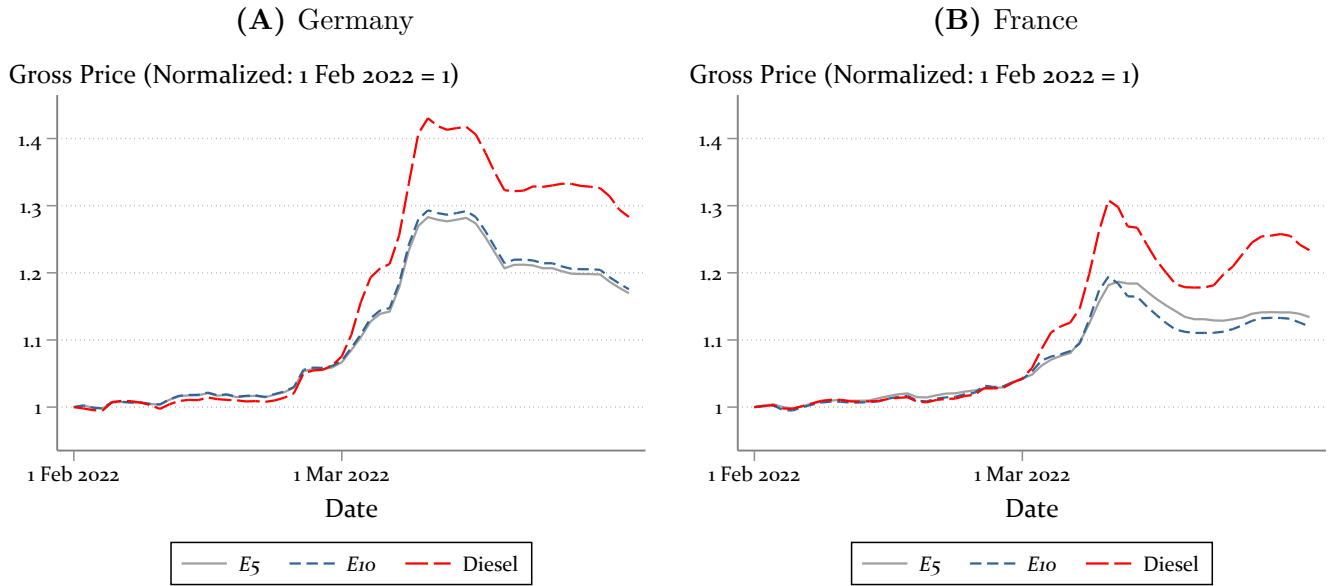 (A) Germany
Gross Price (Normalized: 1 Feb 2022 = 1)
1.4
1.3
1.2
1.1
1
1 Feb 2022
1 Mar 2022
Date
E5
E10
Diesel
(B) France
Gross Price (Normalized: 1 Feb 2022 = 1)
1.4
1.3
1.2
1.1
1
1 Feb 2022
1 Mar 2022
Date
E5
E10
Diesel